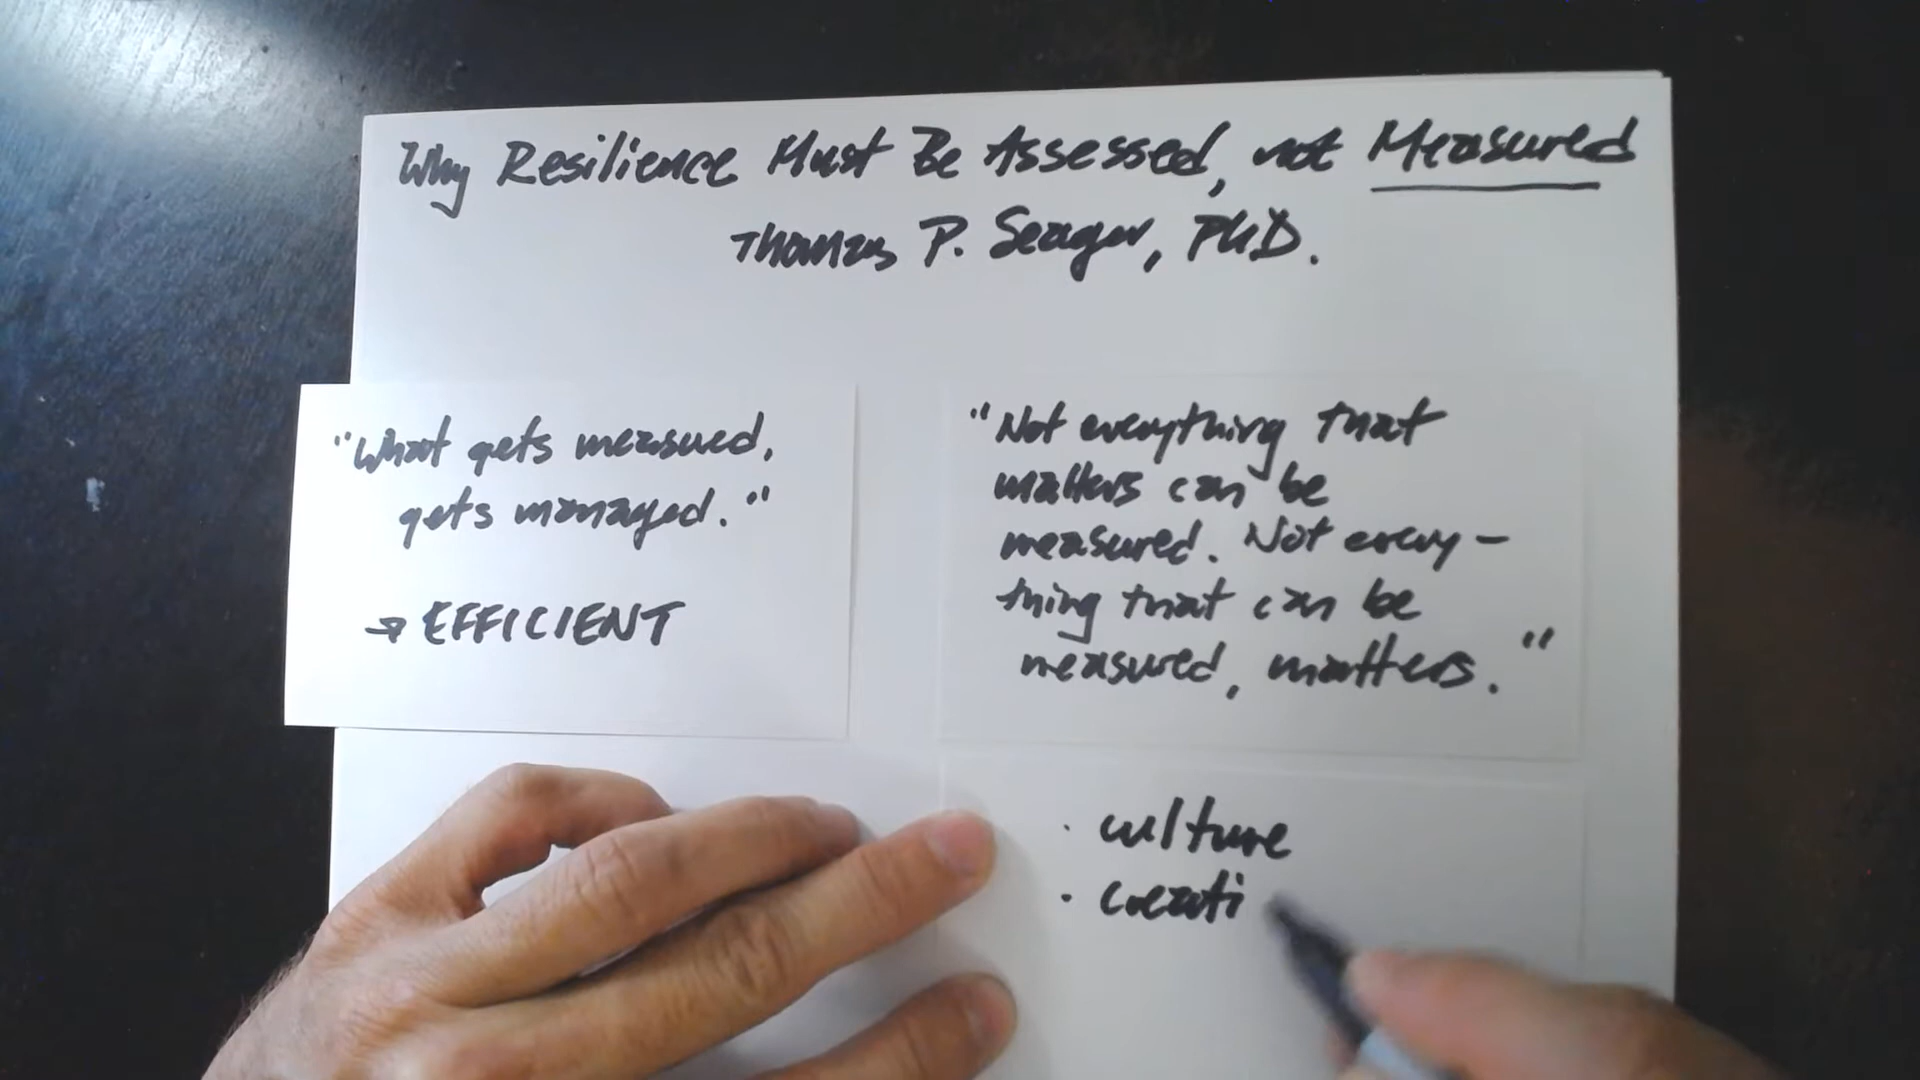 Why Resilience Must Be Assessed, not Measured
Thomas P. Seager, PhD.
"What gets measured,
gets managed."
→ EFFICIENT
"Not everything that
matters can be
measured. Not every-
thing that can be
measured, matters."
· culture
· creati